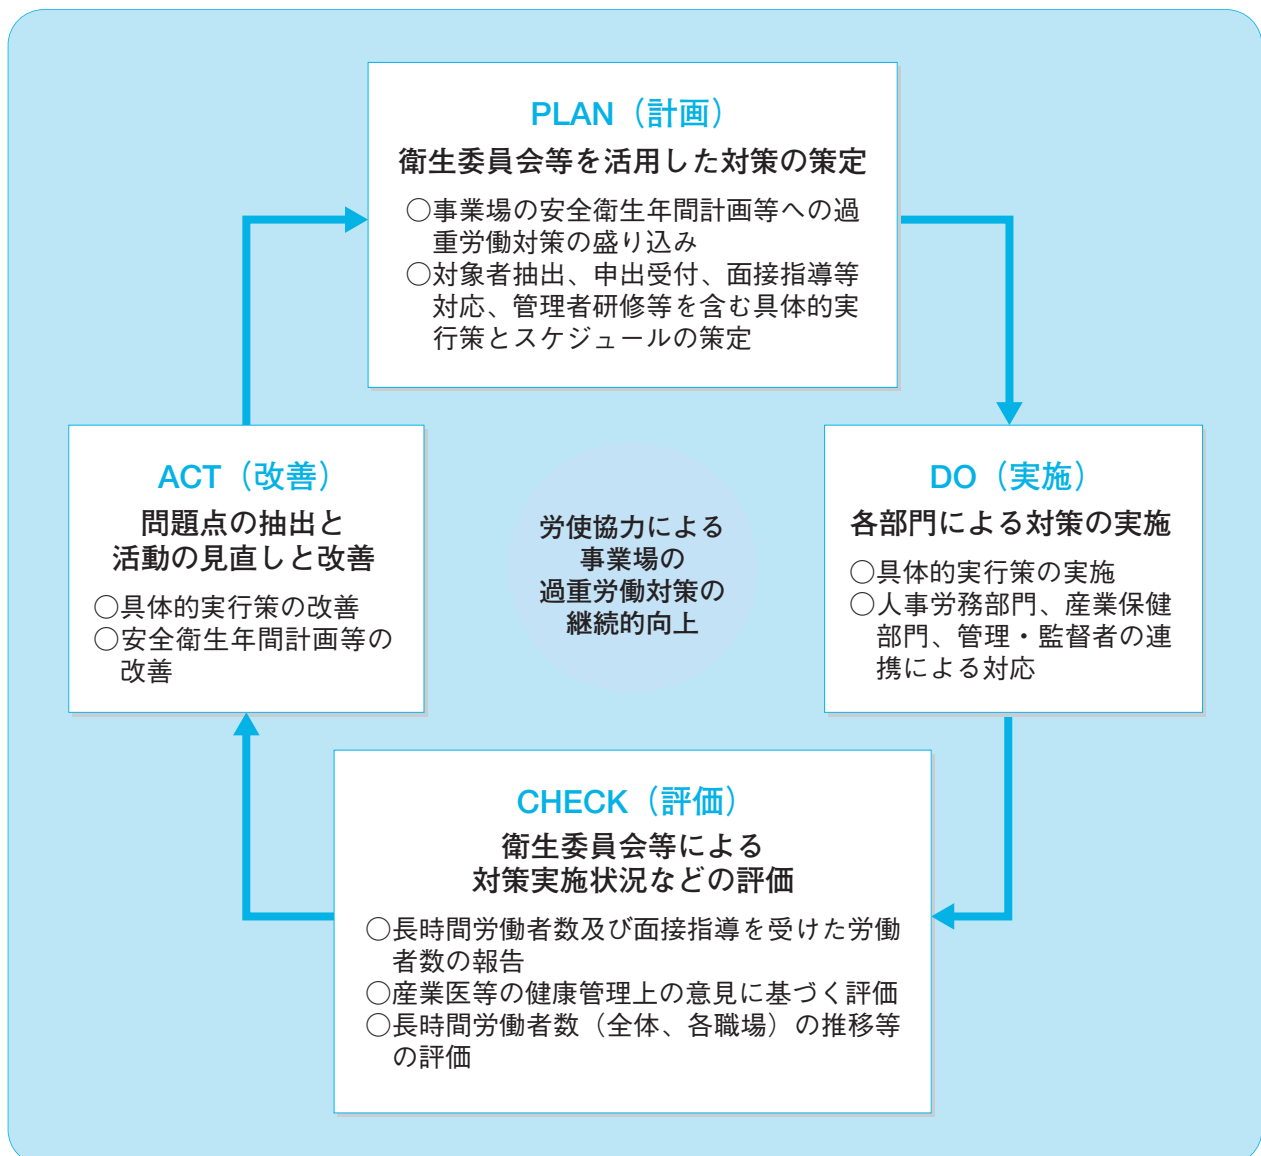 PLAN（計画）
衛生委員会等を活用した対策の策定
○事業場の安全衛生年間計画等への過
重労働対策の盛り込み
○対象者抽出、申出受付、面接指導等
対応、管理者研修等を含む具体的実
行策とスケジュールの策定
DO（実施）
各部門による対策の実施
○具体的実行策の実施
○人事労務部門、産業保健
部門、管理・監督者の連
携による対応
CHECK（評価）
衛生委員会等による
対策実施状況などの評価
○長時間労働者数及び面接指導を受けた労働
者数の報告
○産業医等の健康管理上の意見に基づく評価
○長時間労働者数（全体、各職場）の推移等
の評価
ACT（改善）
問題点の抽出と
活動の見直しと改善
○具体的実行策の改善
○安全衛生年間計画等の
改善
労使協力による
事業場の
過重労働対策の
継続的向上